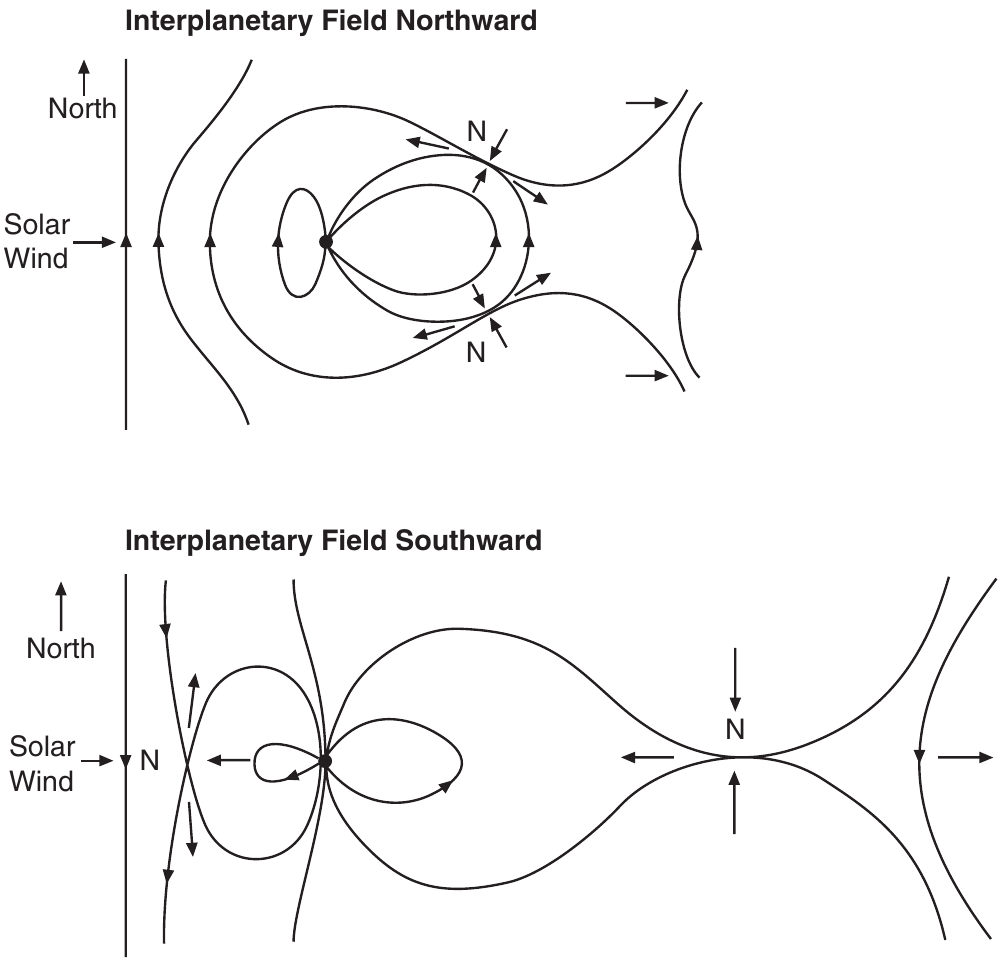 Interplanetary Field Northward
North
N
Solar
Wind
N
Interplanetary Field Southward
North
N
Solar
Wind
N